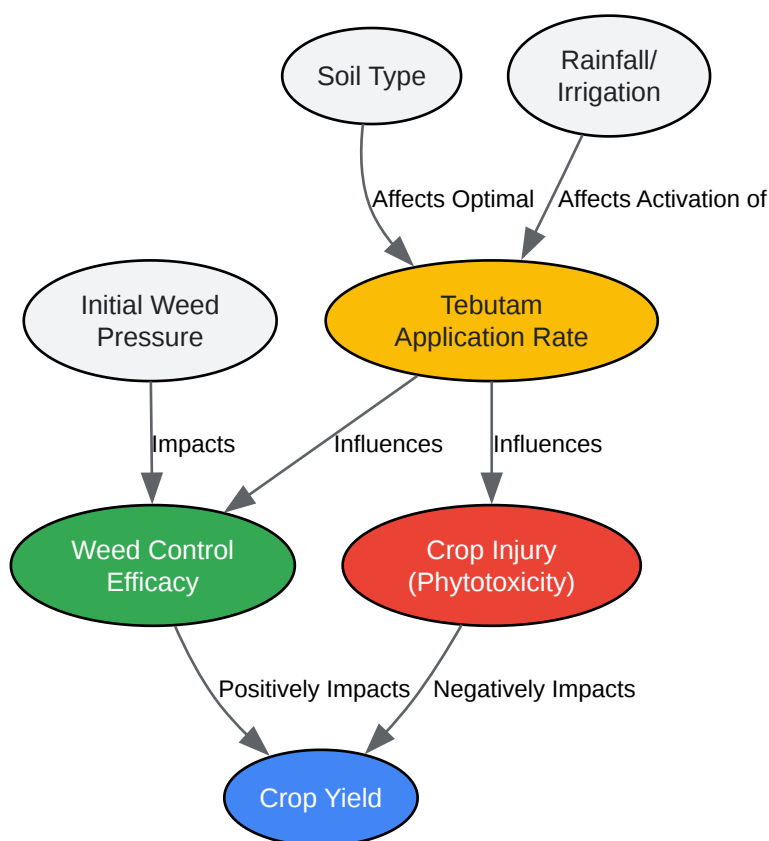 Soil Type
Rainfall/
Irrigation
Affects Optimal
Affects Activation of
Initial Weed
Pressure
Tebutam
Application Rate
Impacts
Influences
Influences
Weed Control
Efficacy
Crop Injury
(Phytotoxicity)
Positively Impacts
Negatively Impacts
Crop Yield